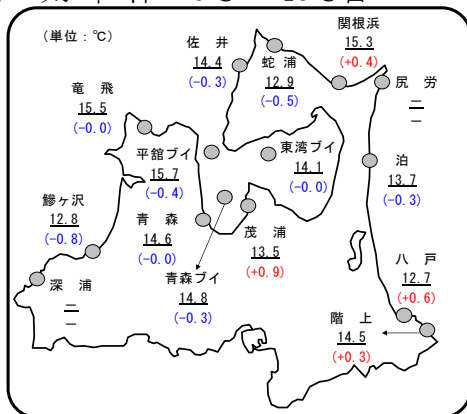 (単位：℃)
関根浜
15.3
(+0.4)
佐 井
14.4
(-0.3)
蛇 浦
12.9
(-0.5)
尻 労
竜 飛
15.5
(-0.0)
平舘ブイ
15.7
(-0.4)
東湾ブイ
14.1
(-0.0)
泊
13.7
(-0.3)
鰺ヶ沢
12.8
(-0.8)
青 森
14.6
(-0.0)
茂 浦
13.5
(+0.9)
青森ブイ
14.8
(-0.3)
深 浦
八 戸
12.7
(+0.6)
階 上
14.5
(+0.3)